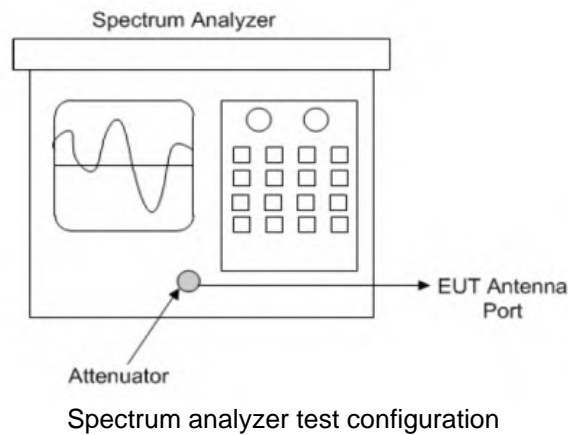 Spectrum Analyzer
EUT Antenna
Port
Attenuator
Spectrum analyzer test configuration